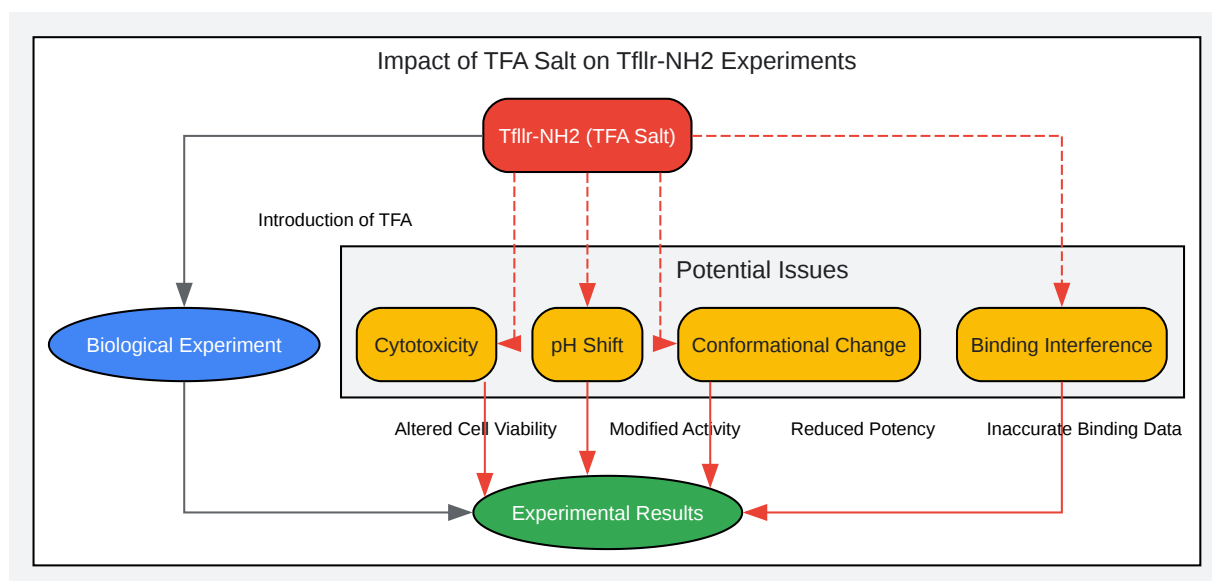 Impact of TFA Salt on Tfllr-NH2 Experiments
Tfllr-NH2 (TFA Salt)
Introduction of TFA
Potential Issues
Biological Experiment
Cytotoxicity
pH Shift
Conformational Change
Binding Interference
Altered Cell Viability
Modified Activity
Reduced Potency
Inaccurate Binding Data
Experimental Results